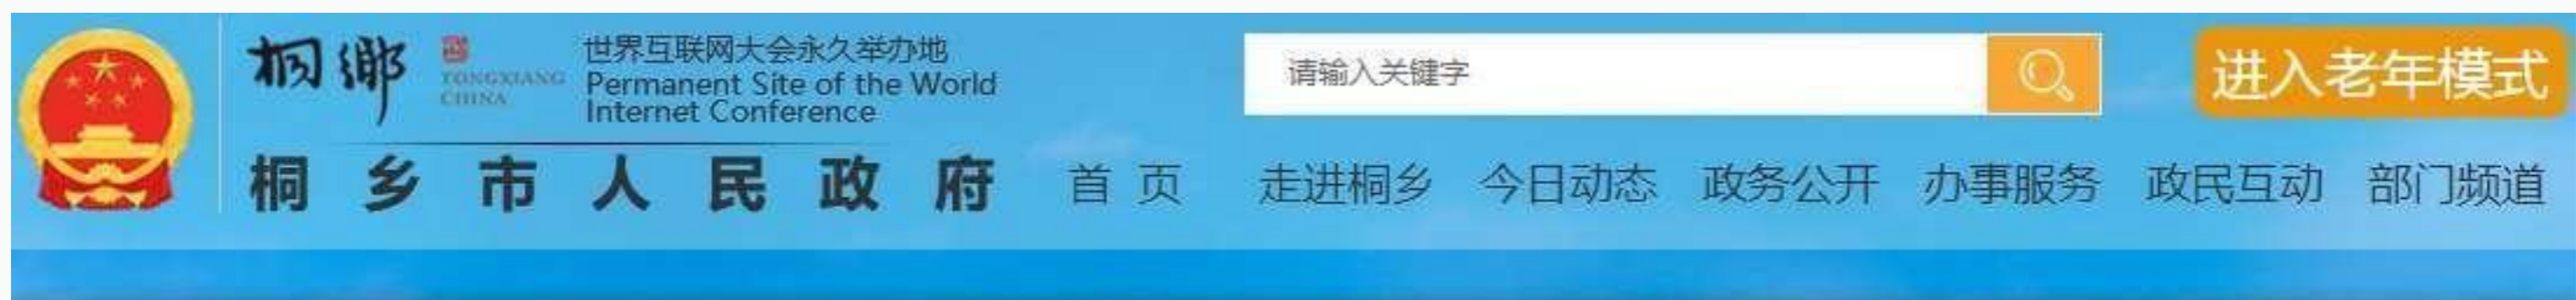 桐鄉
TONGXIANG
CHINA
世界互联网大会永久举办地
Permanent Site of the World
Internet Conference
请输入关键字
进入老年模式
桐乡市人民政府
首页 走进桐乡 今日动态 政务公开 办事服务 政民互动 部门频道